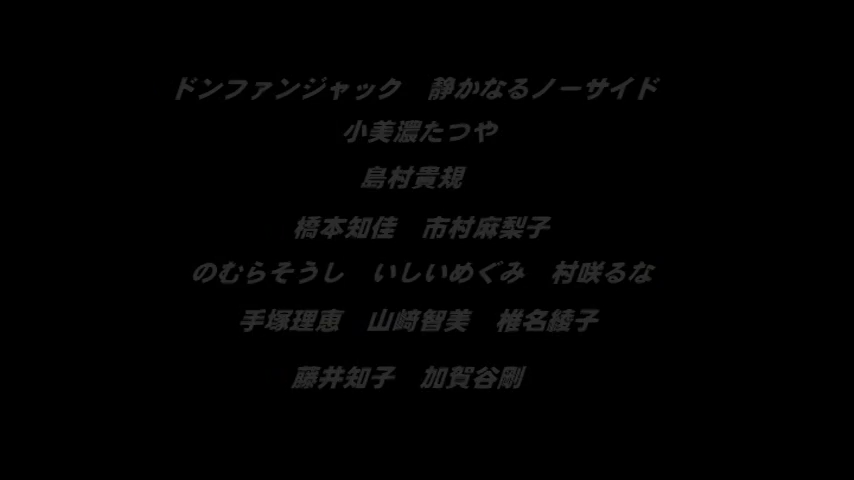 ドンファンジャック　静かなるノーサイド
小美濃たつや
島村貴規
橋本知佳　市村麻梨子
のむらそうし　いしいめぐみ　村咲るな
手塚理恵　山﨑智美　椎名綾子
藤井知子　加賀谷剛